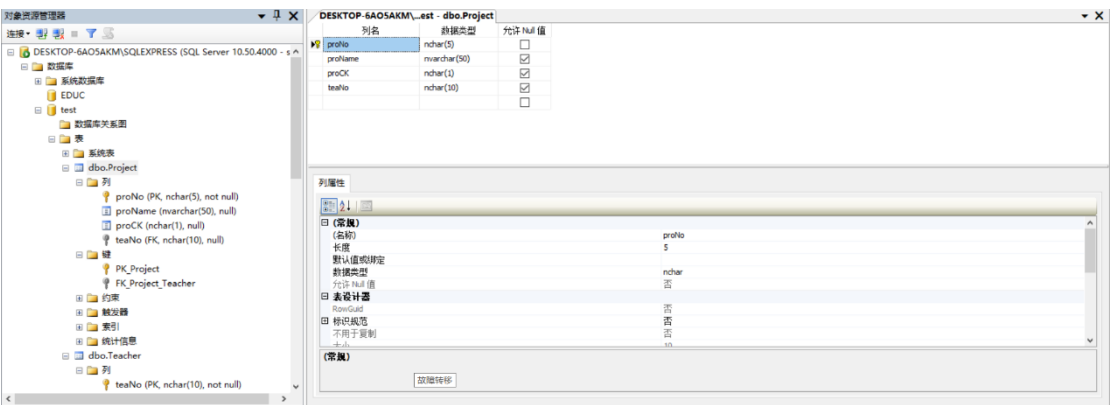 对象资源管理器
连接
DESKTOP-6AO5AKM\SQLEXPRESS (SQL Server 10.50.4000 - s
数据库
系统数据库
EDUC
test
数据库关系图
表
系统表
dbo.Project
列
proNo (PK, nchar(5), not null)
proName (nvarchar(50), null)
proCK (nchar(1), null)
teaNo (FK, nchar(10), null)
键
PK_Project
FK_Project_Teacher
约束
触发器
索引
统计信息
dbo.Teacher
列
teaNo (PK, nchar(10), not null)
DESKTOP-6AO5AKM\...est - dbo.Project
列名 数据类型 允许 Null 值
proNo nchar(5)
proName nvarchar(50)
proCK nchar(1)
teaNo nchar(10)
列属性
(常规)
(名称) proNo
长度 5
默认值或绑定
数据类型 nchar
允许 Null 值 否
表设计器
RowGuid 否
标识规范 否
不用于复制 否
大小 10
(常规)
故障转移